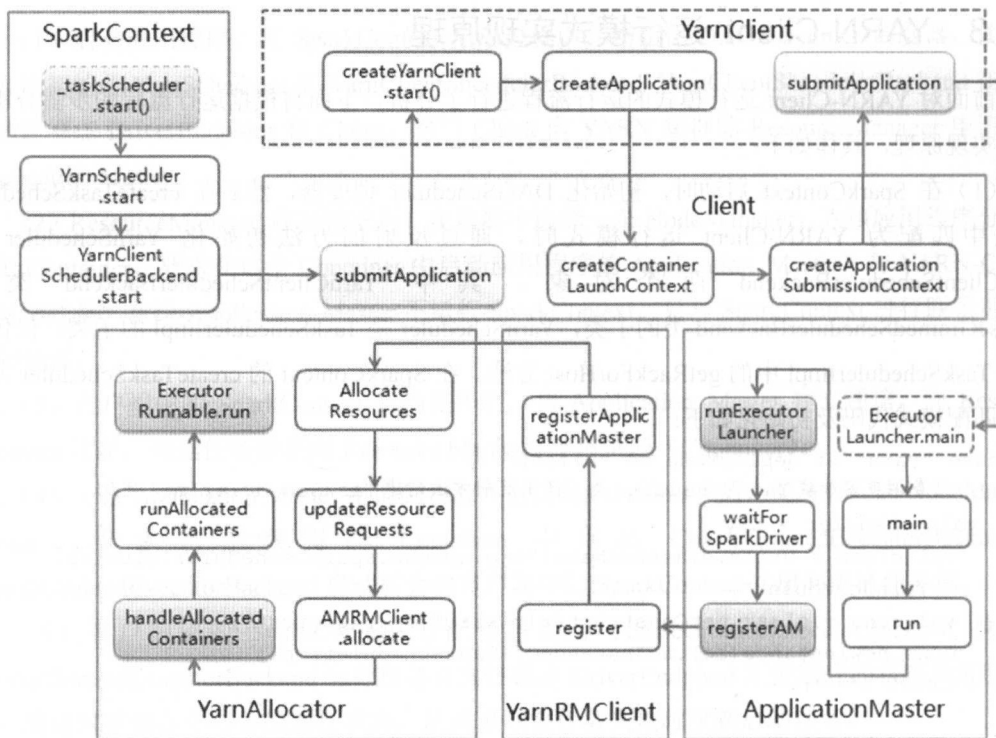 SparkContext
_taskScheduler
.start()
YarnScheduler
.start
YarnClient
SchedulerBackend
.start
YarnClient
createYarnClient
.start()
createApplication
submitApplication
Client
submitApplication
createContainer
LaunchContext
createApplication
SubmissionContext
Executor
Runnable.run
Allocate
Resources
runAllocated
Containers
updateResource
Requests
handleAllocated
Containers
AMRMClient
.allocate
YarnAllocator
registerApplic
ationMaster
register
YarnRMClient
runExecutor
Launcher
waitFor
SparkDriver
registerAM
Executor
Launcher.main
main
run
ApplicationMaster